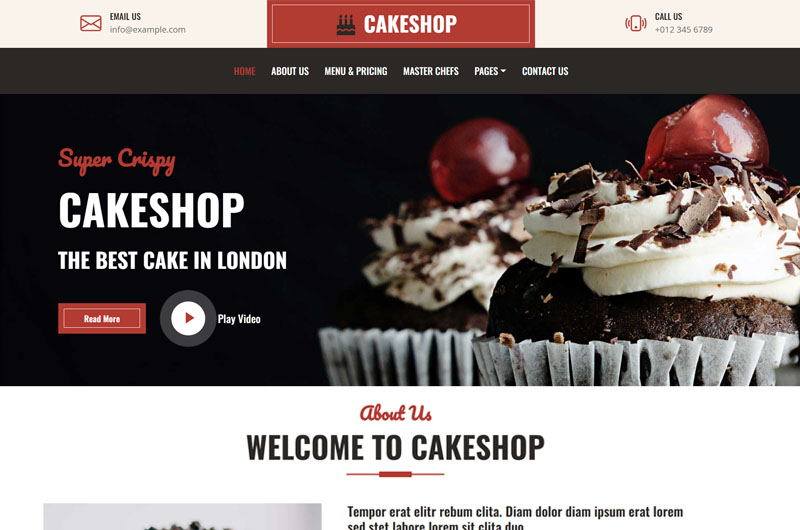 EMAIL US
info@example.com
CAKESHOP
CALL US
+012 345 6789
HOME ABOUT US MENU & PRICING MASTER CHEFS PAGES CONTACT US
Super Crispy
CAKESHOP
THE BEST CAKE IN LONDON
Read More
Play Video
About Us
WELCOME TO CAKESHOP
Tempor erat elitr rebum clita. Diam dolor diam ipsum erat lorem
sed stet labore lorem sit clita duo